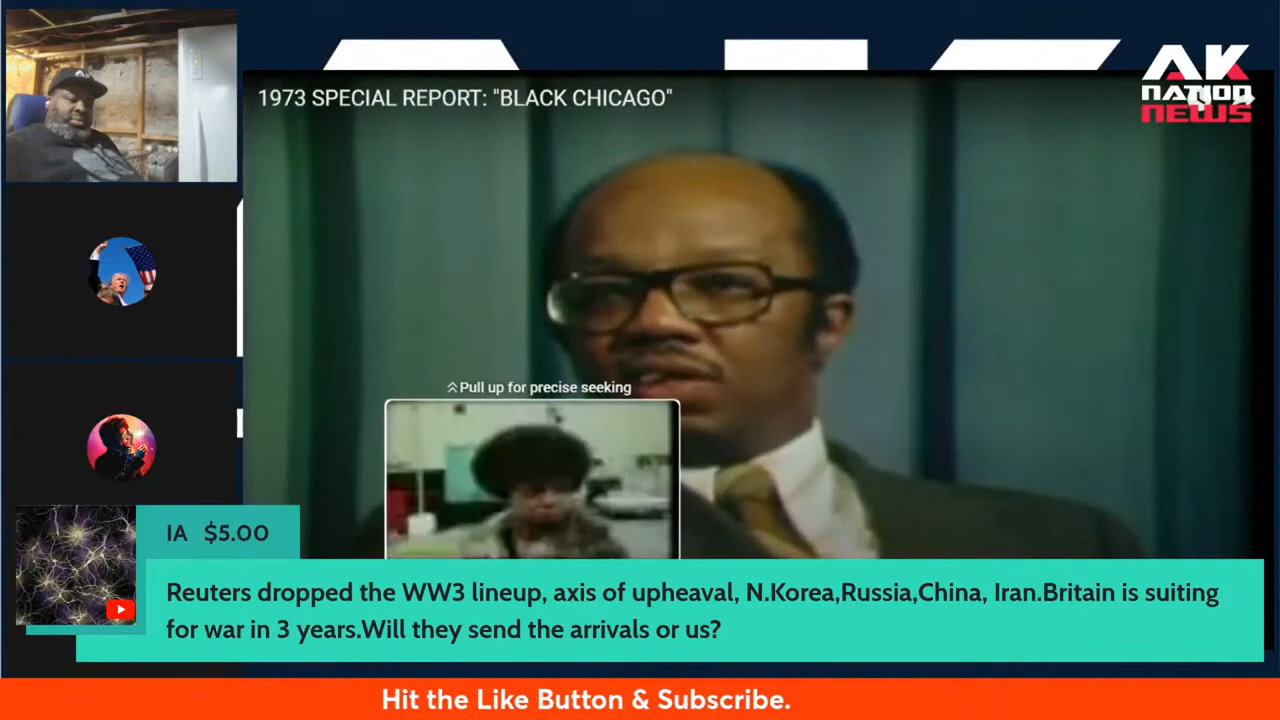 1973 SPECIAL REPORT: "BLACK CHICAGO"
AK
NATION
NEWS
Pull up for precise seeking
IA $5.00
Reuters dropped the WW3 lineup, axis of upheaval, N.Korea,Russia,China, Iran.Britain is suiting
for war in 3 years.Will they send the arrivals or us?
Hit the Like Button & Subscribe.